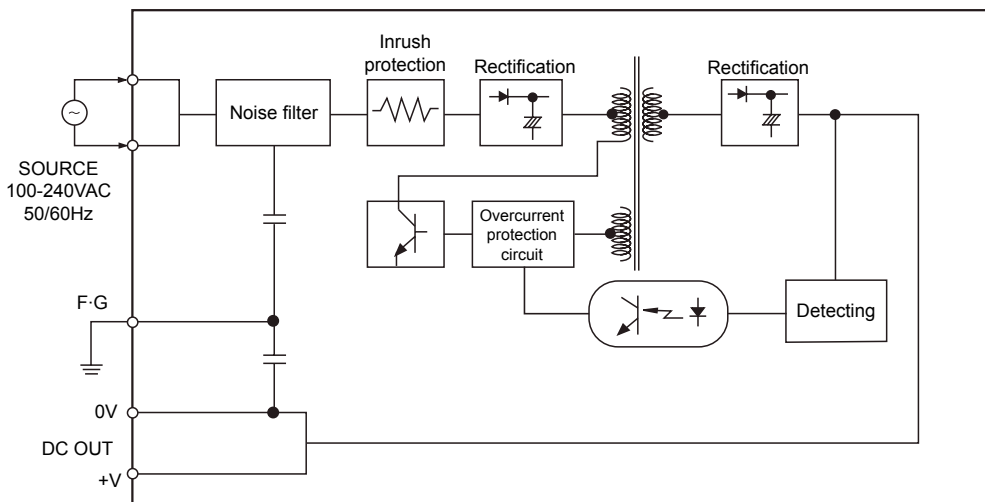 Inrush
protection
Rectification
Rectification
Noise filter
SOURCE
100-240VAC
50/60Hz
Overcurrent
protection
circuit
F·G
Detecting
0V
DC OUT
+V